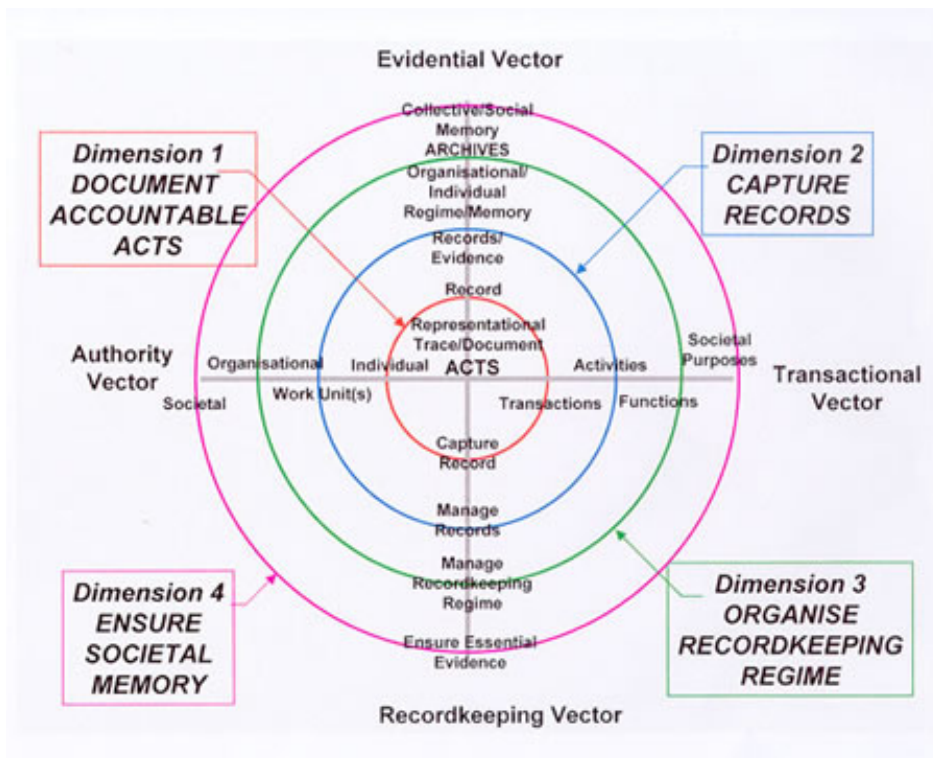 Evidential Vector
Collective/Social
Memory
ARCHIVES
Organisational/
Individual
Regime/Memory
Records/
Evidence
Record
Representational
Trace/Document
ACTS
Dimension 1
DOCUMENT
ACCOUNTABLE
ACTS
Dimension 2
CAPTURE
RECORDS
Authority
Vector
Societal
Organisational
Work Unit(s)
Individual
Transactions
Activities
Functions
Societal
Purposes
Transactional
Vector
Capture
Record
Manage
Records
Manage
Recordkeeping
Regime
Ensure Essential
Evidence
Dimension 4
ENSURE
SOCIETAL
MEMORY
Dimension 3
ORGANISE
RECORDKEEPING
REGIME
Recordkeeping Vector